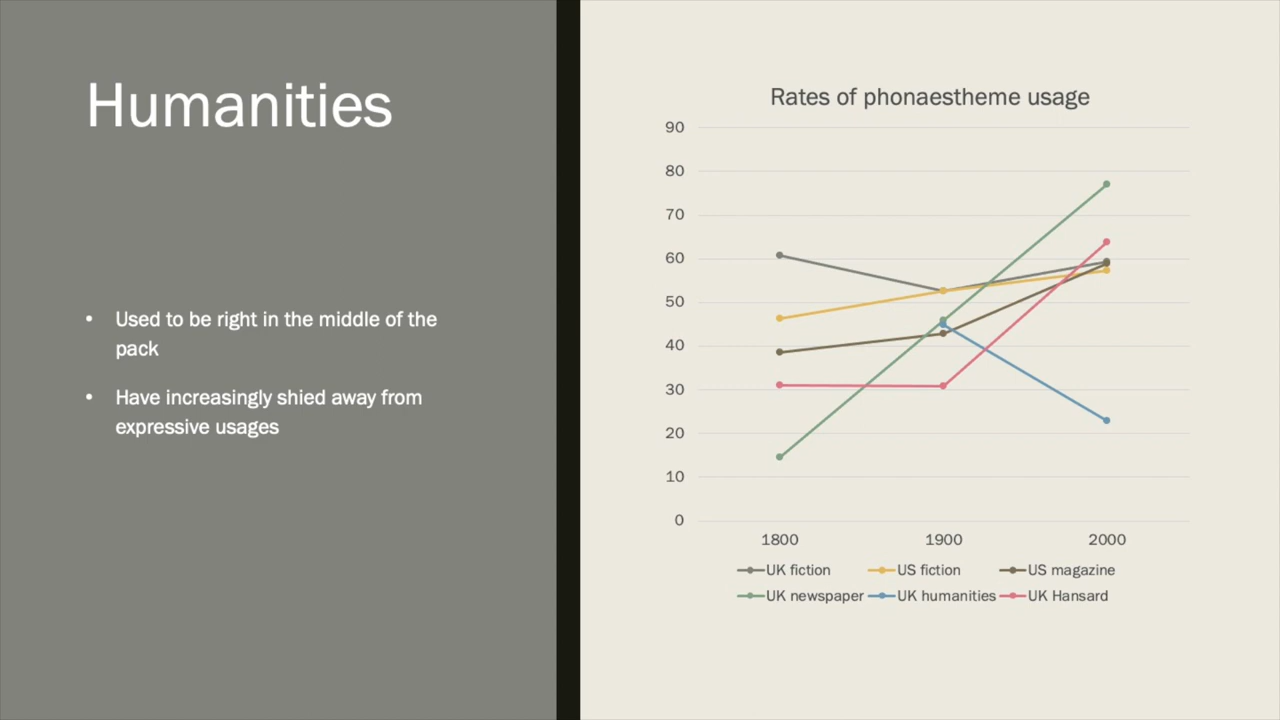 Humanities
• Used to be right in the middle of the
pack
• Have increasingly shied away from
expressive usages
Rates of phonaestheme usage
90
80
70
60
50
40
30
20
10
0
1800 1900 2000
UK fiction US fiction US magazine
UK newspaper UK humanities UK Hansard